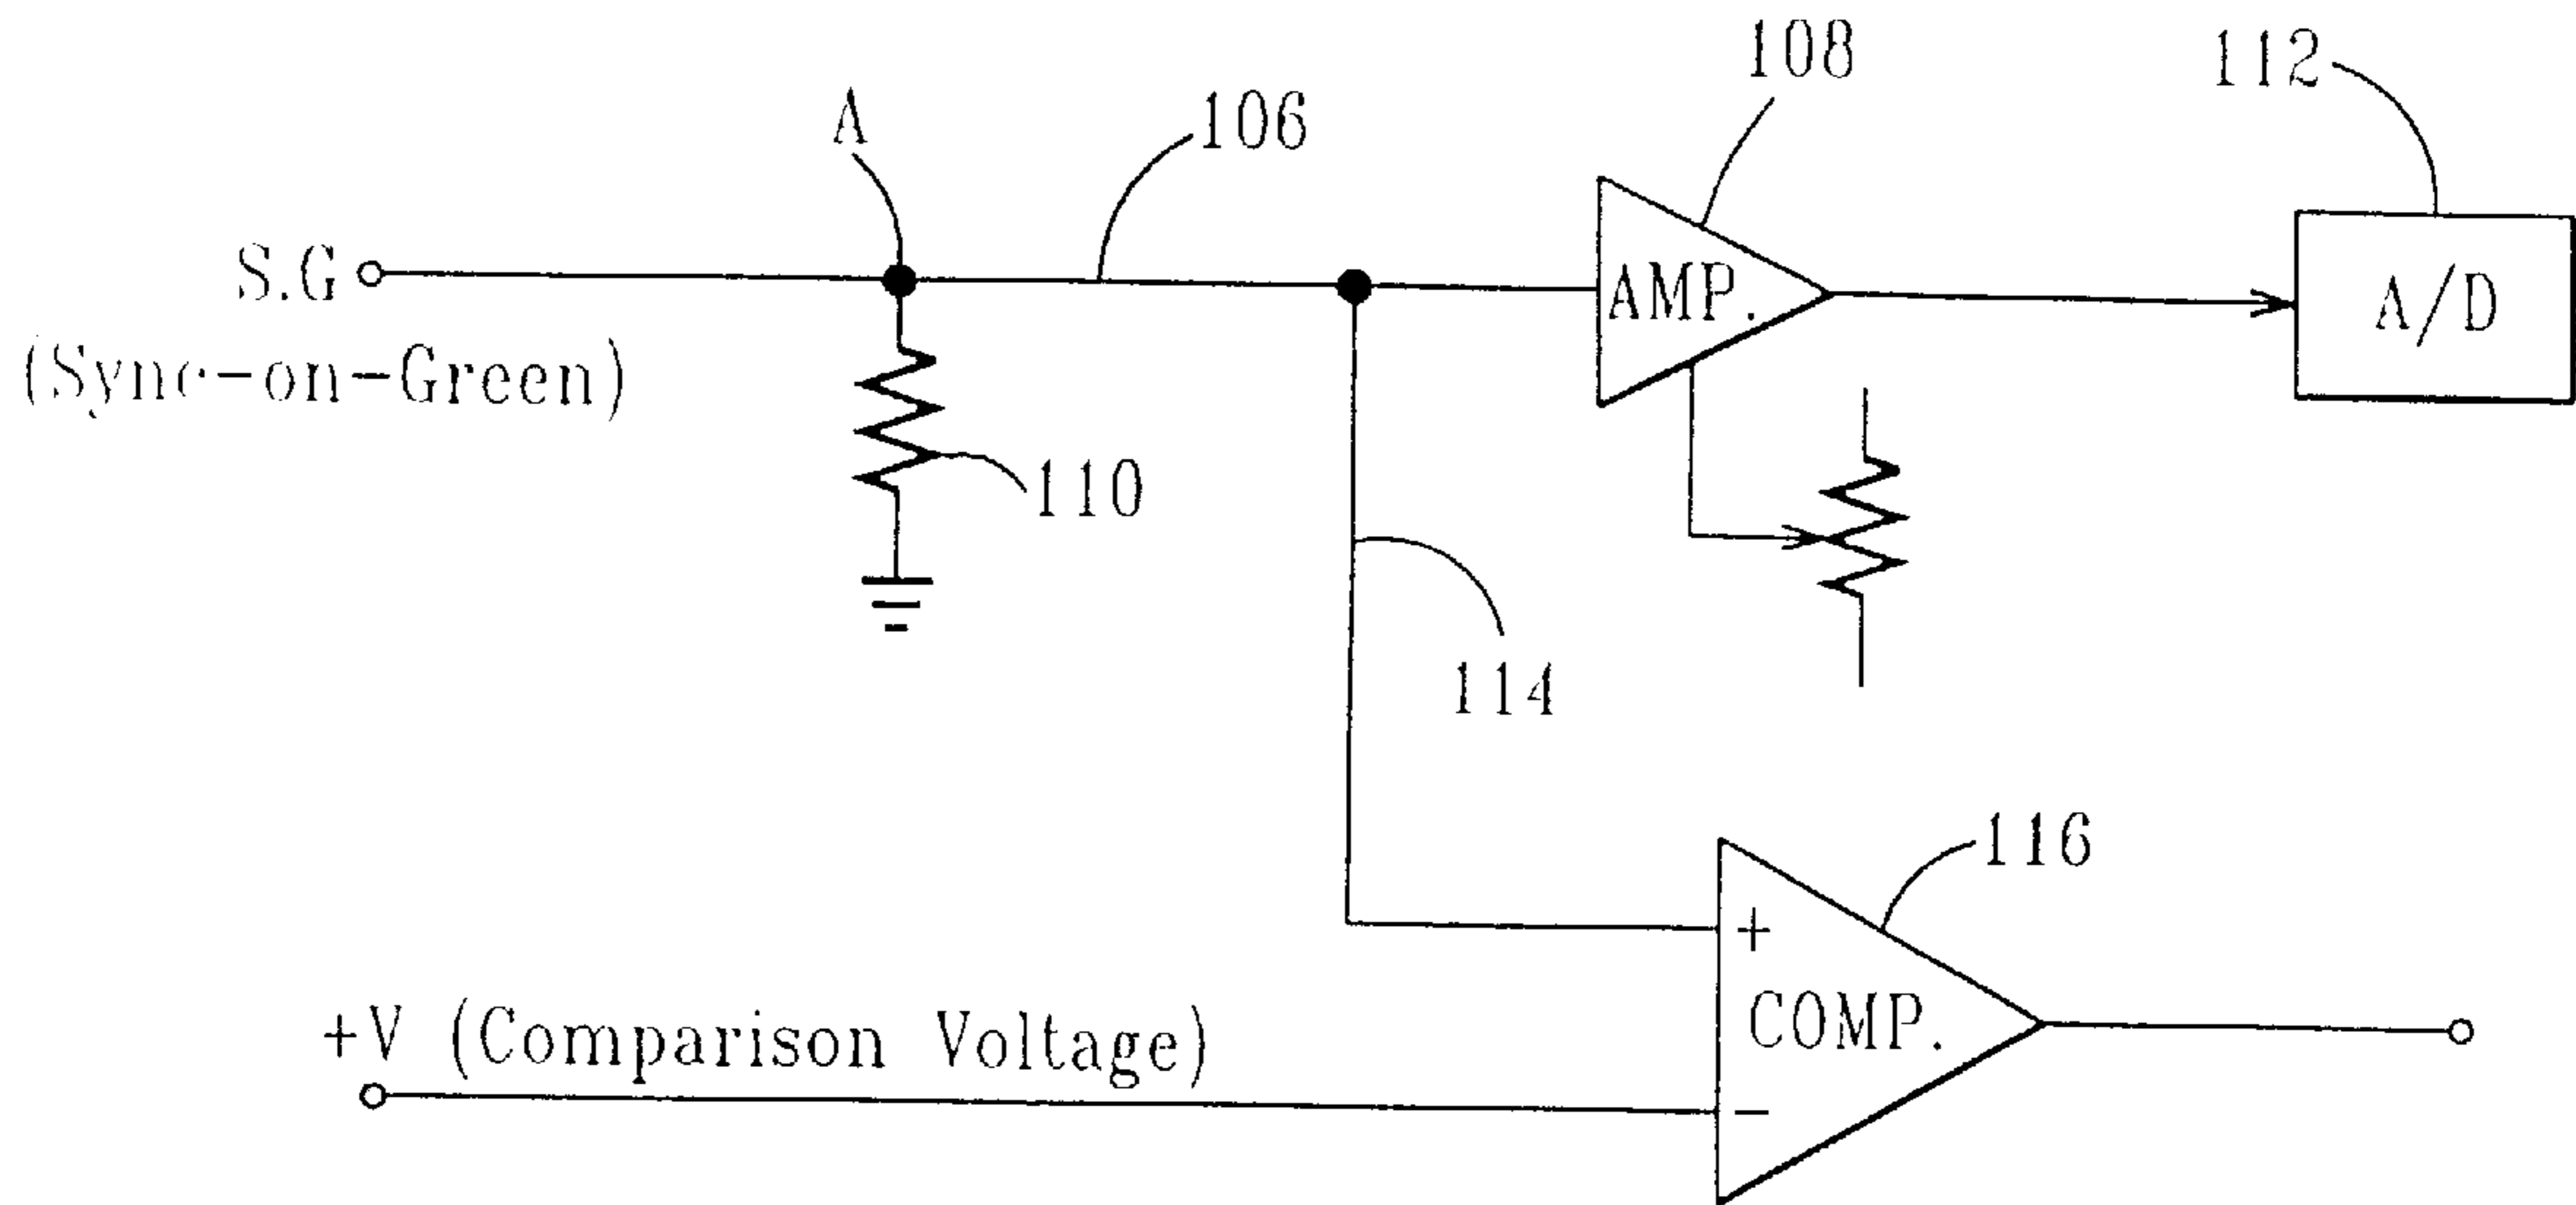 108
112
A
106
S.G
AMP.
A/D
(Sync-on-Green)
110
114
116
+
+V (Comparison Voltage)
COMP.
-